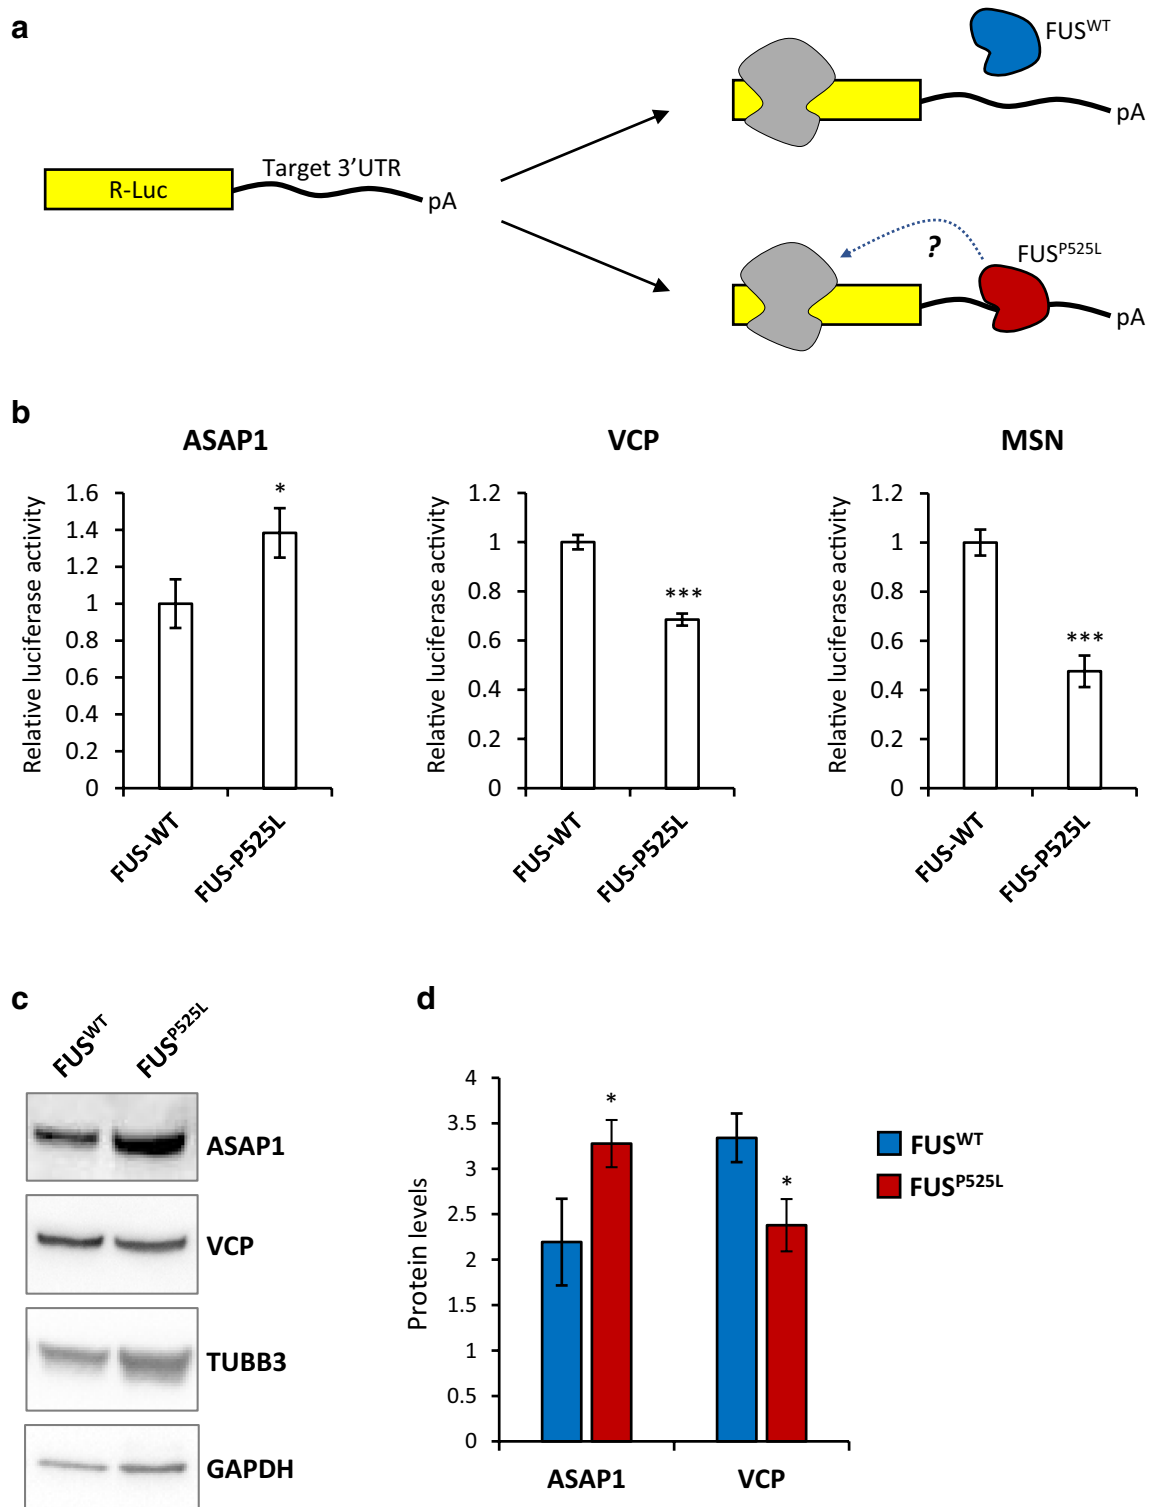 a
FUSWT
pA
R-Luc
Target 3’UTR
pA
?
FUSP525L
pA
b
ASAP1
Relative luciferase activity
1.6
1.4
1.2
1
0.8
0.6
0.4
0.2
0
*
FUS-WT
FUS-P525L
VCP
Relative luciferase activity
1.2
1
0.8
0.6
0.4
0.2
0
***
FUS-WT
FUS-P525L
MSN
Relative luciferase activity
1.2
1
0.8
0.6
0.4
0.2
0
***
FUS-WT
FUS-P525L
c
FUSWT
FUSP525L
ASAP1
VCP
TUBB3
GAPDH
d
Protein levels
4
3.5
3
2.5
2
1.5
1
0.5
0
*
*
ASAP1
VCP
FUSWT
FUSP525L